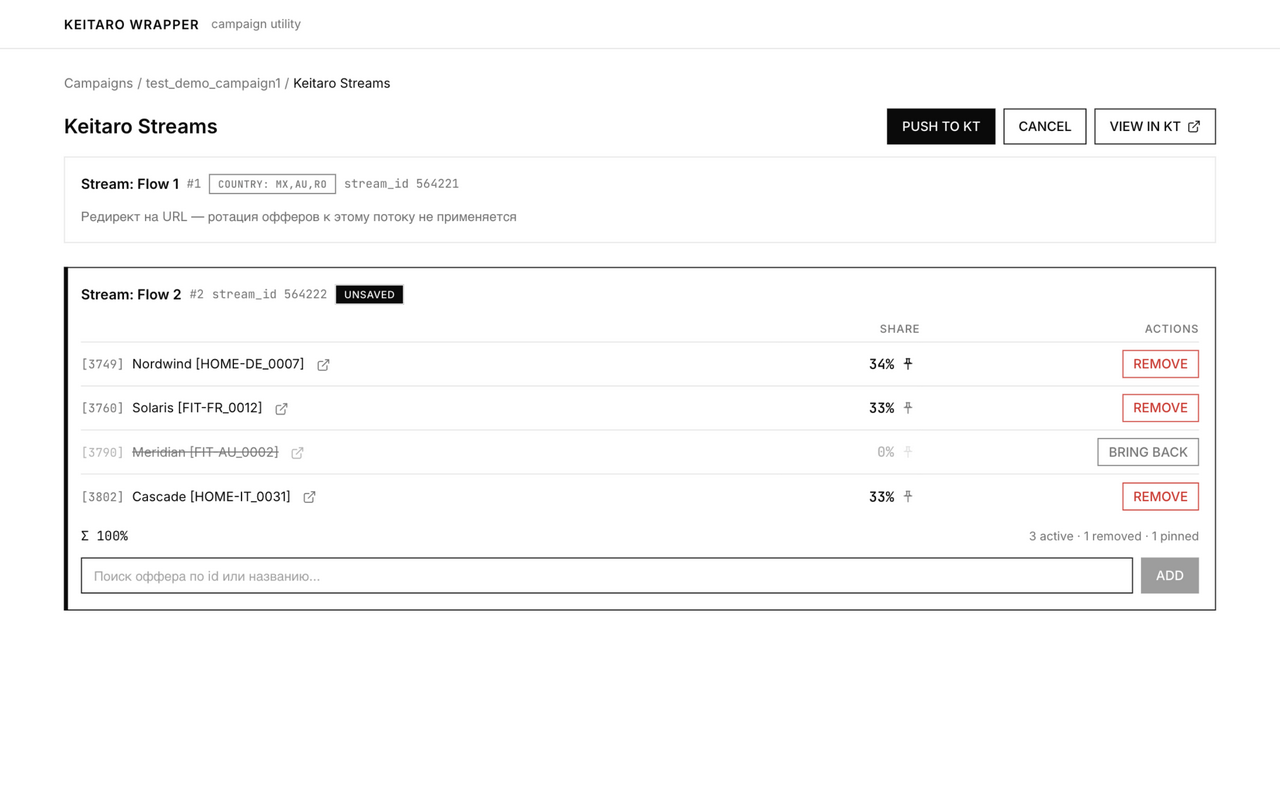 KEITARO WRAPPER campaign utility
Campaigns / test_demo_campaign1 / Keitaro Streams
Keitaro Streams
PUSH TO KT
CANCEL
VIEW IN KT
Stream: Flow 1 #1 COUNTRY: MX,AU,RO stream_id 564221
Редирект на URL — ротация офферов к этому потоку не применяется
Stream: Flow 2 #2 stream_id 564222 UNSAVED
SHARE ACTIONS
[3749] Nordwind [HOME-DE_0007] 34% REMOVE
[3760] Solaris [FIT-FR_0012] 33% REMOVE
[3790] Meridian [FIT-AU_0002] 0% BRING BACK
[3802] Cascade [HOME-IT_0031] 33% REMOVE
Σ 100% 3 active · 1 removed · 1 pinned
Поиск оффера по id или названию... ADD